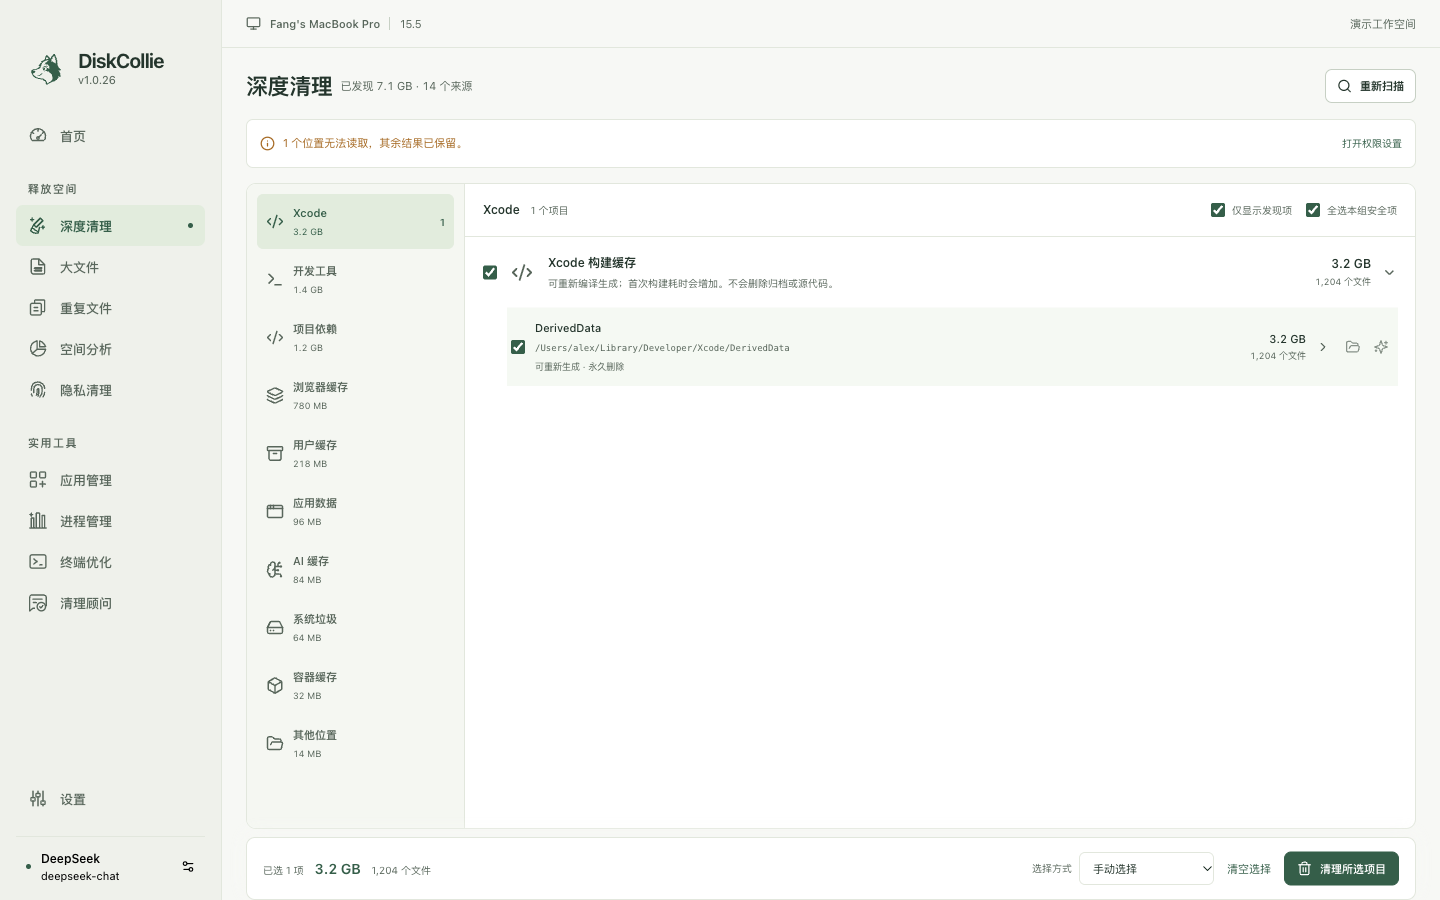 DiskCollie
v1.0.26
首页
释放空间
深度清理
大文件
重复文件
空间分析
隐私清理
实用工具
应用管理
进程管理
终端优化
清理顾问
设置
DeepSeek
deepseek-chat
Fang's MacBook Pro 15.5
演示工作空间
深度清理 已发现 7.1 GB · 14 个来源
重新扫描
1 个位置无法读取，其余结果已保留。
打开权限设置
Xcode
3.2 GB
1
开发工具
1.4 GB
项目依赖
1.2 GB
浏览器缓存
780 MB
用户缓存
218 MB
应用数据
96 MB
AI 缓存
84 MB
系统垃圾
64 MB
容器缓存
32 MB
其他位置
14 MB
Xcode 1 个项目
仅显示发现项 全选本组安全项
Xcode 构建缓存
可重新编译生成；首次构建耗时会增加。不会删除归档或源代码。
3.2 GB
1,204 个文件
DerivedData
/Users/alex/Library/Developer/Xcode/DerivedData
可重新生成 · 永久删除
3.2 GB
1,204 个文件
已选 1 项 3.2 GB 1,204 个文件
选择方式 手动选择 清空选择 清理所选项目